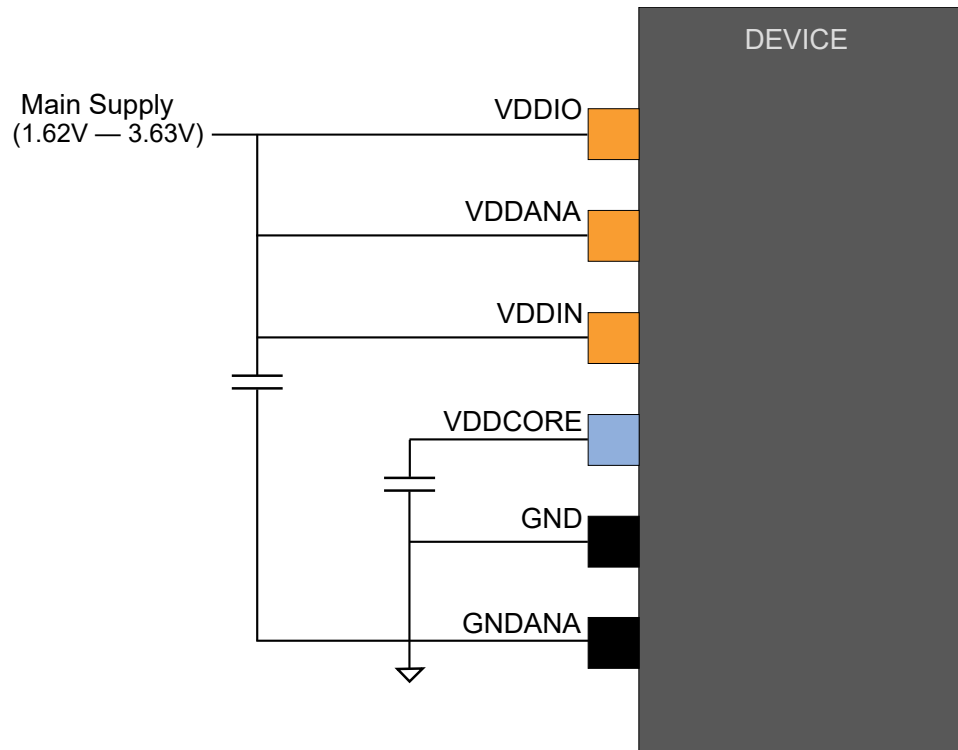 DEVICE
Main Supply
(1.62V — 3.63V)
VDDIO
VDDANA
VDDIN
VDDCORE
GND
GNDANA